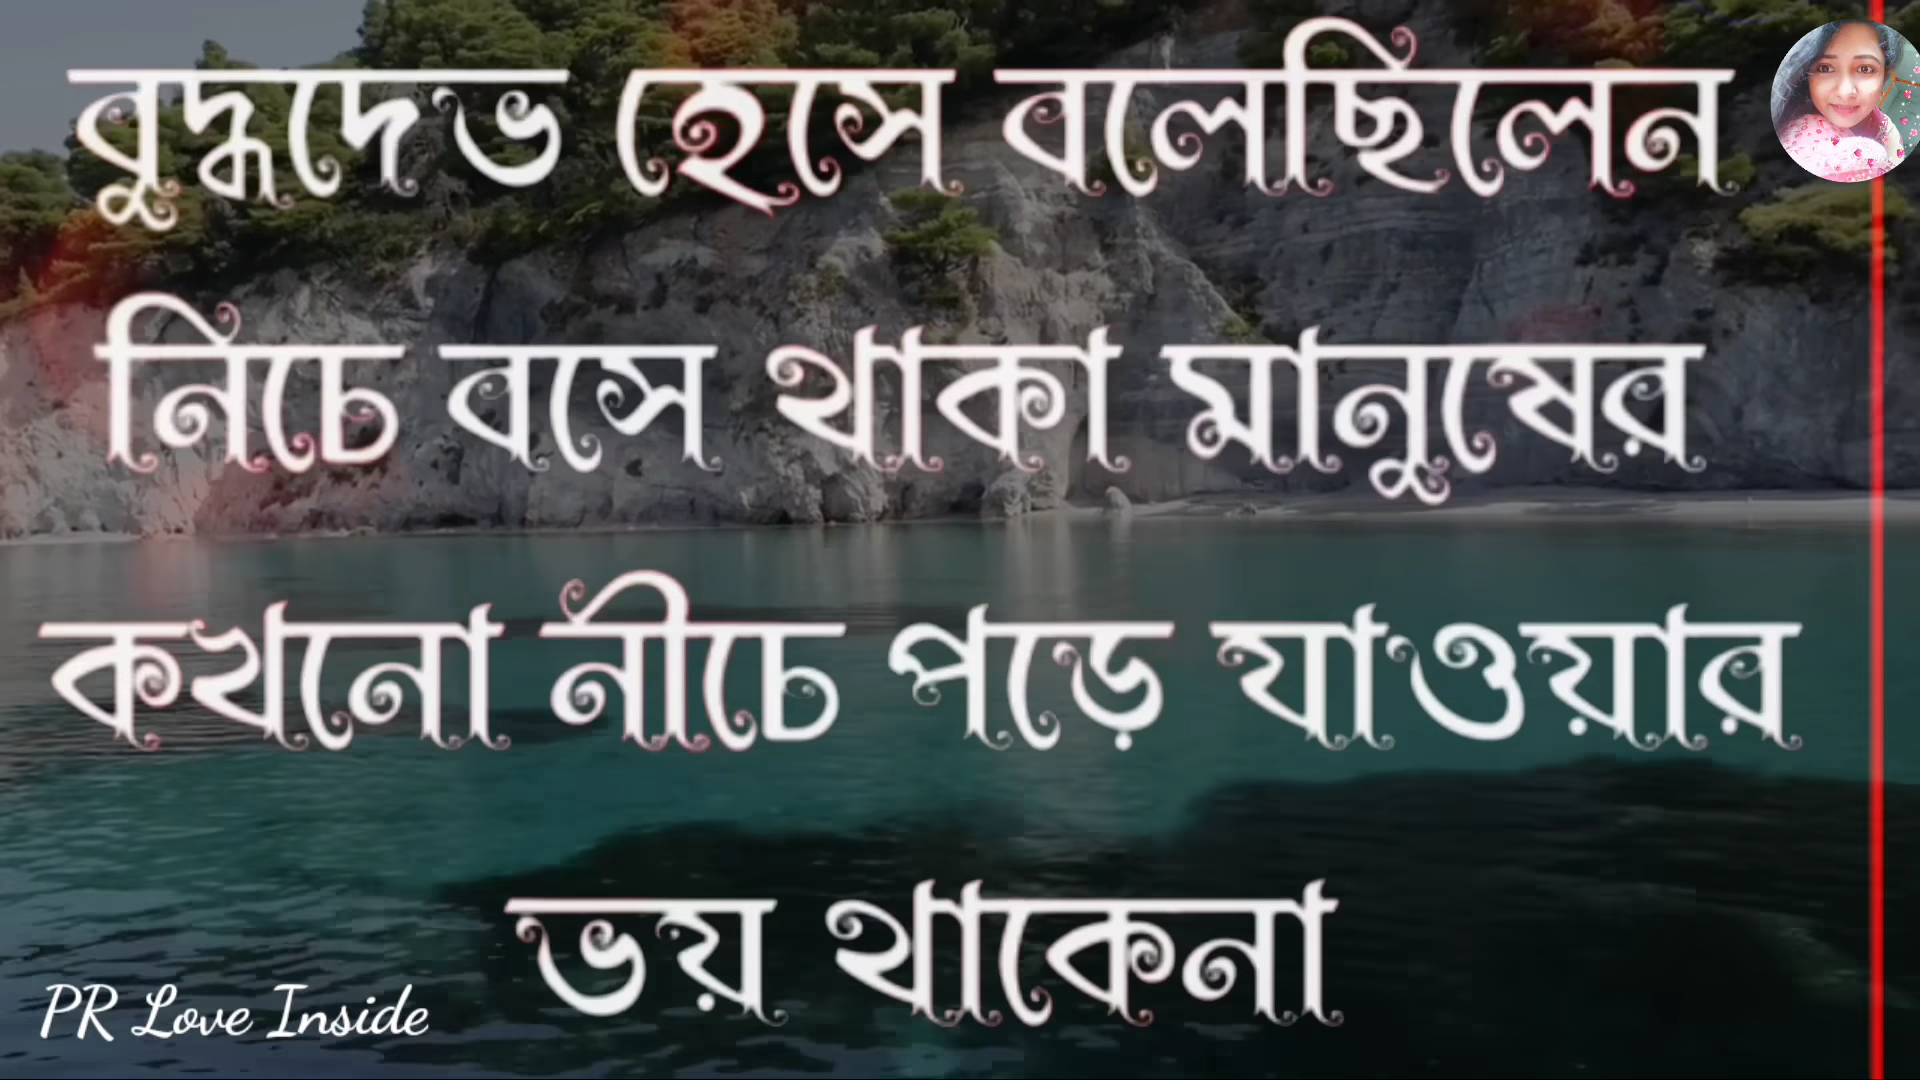 বুদ্ধদেভ হেসে বলেছিলেন
নিচে বসে থাকা মানুষের
কখনো নীচে পড়ে যাওয়ার
ভয় থাকেনা
PR Love Inside